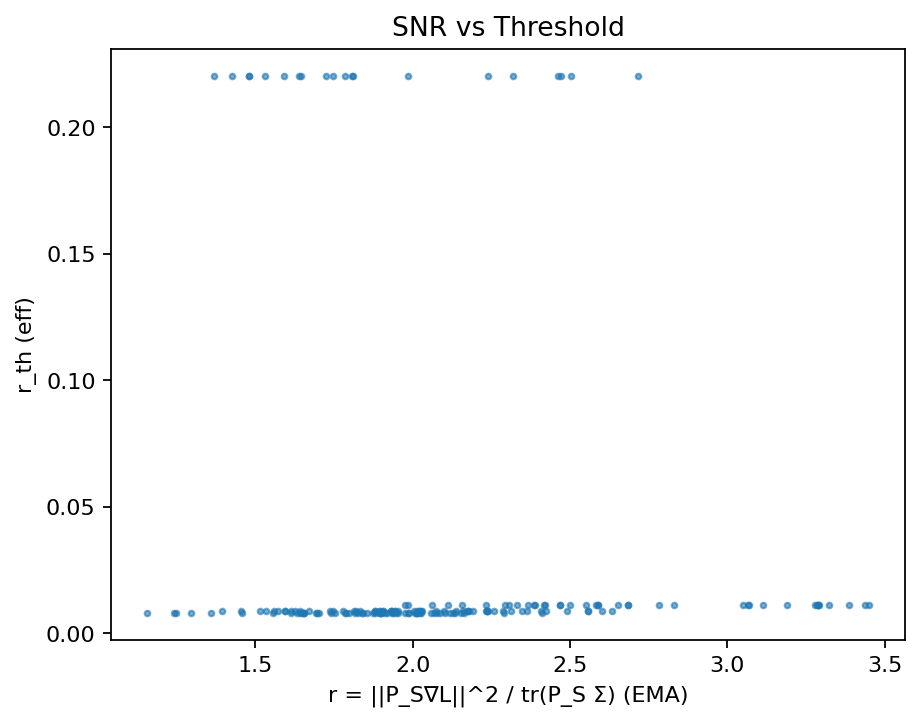 SNR vs Threshold
r_th (eff)
0.20
0.15
0.10
0.05
0.00
1.5 2.0 2.5 3.0 3.5
r = ||P_S∇L||^2 / tr(P_S Σ) (EMA)